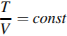 T/V = const